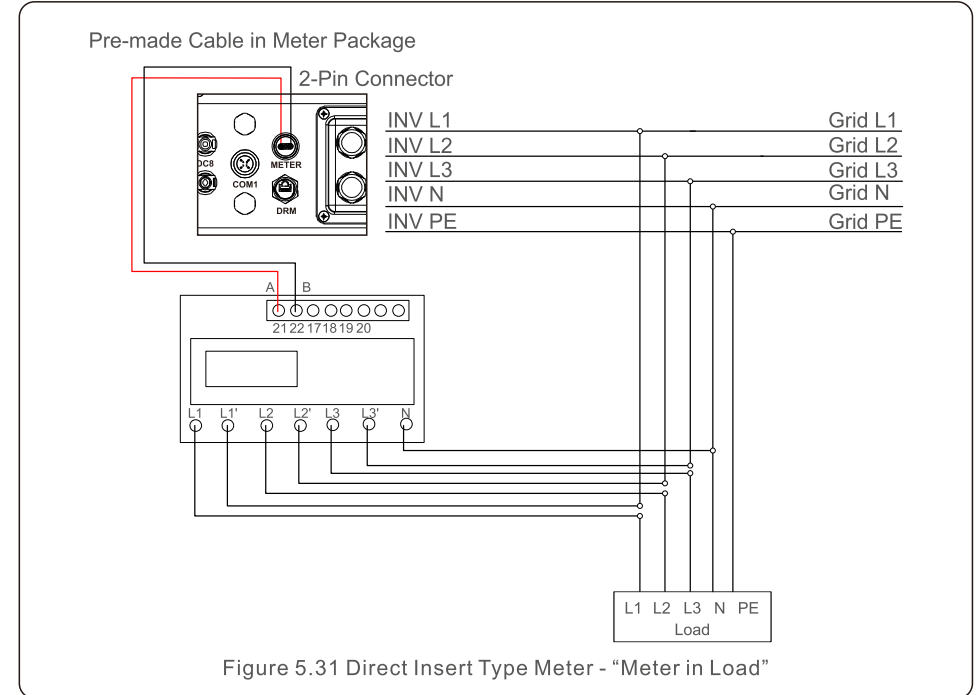 Pre-made Cable in Meter Package
2-Pin Connector
INV L1 Grid L1
INV L2 Grid L2
INV L3 Grid L3
INV N Grid N
INV PE Grid PE
DC8
METER
COM1
DRM
A B
21 22 17 18 19 20
L1 L1' L2 L2' L3 L3' N
L1 L2 L3 N PE
Load
Figure 5.31 Direct Insert Type Meter - “Meter in Load”